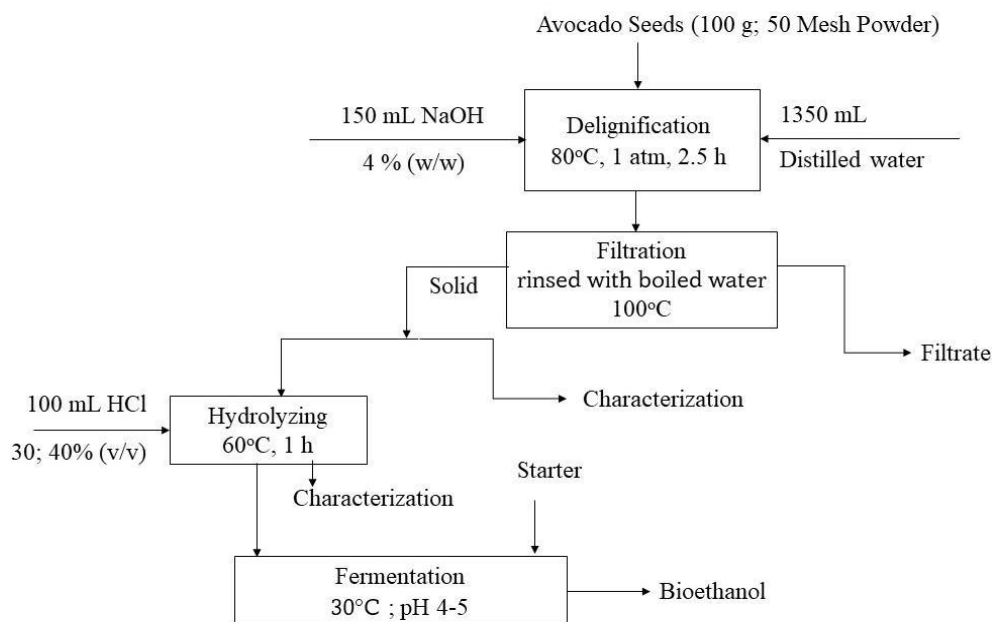 Avocado Seeds (100 g; 50 Mesh Powder)
150 mL NaOH
4 % (w/w)
Delignification
80°C, 1 atm, 2.5 h
1350 mL
Distilled water
Filtration
rinsed with boiled water
100°C
Solid
Filtrate
Characterization
100 mL HCl
30; 40% (v/v)
Hydrolyzing
60°C, 1 h
Characterization
Starter
Fermentation
30°C ; pH 4-5
Bioethanol